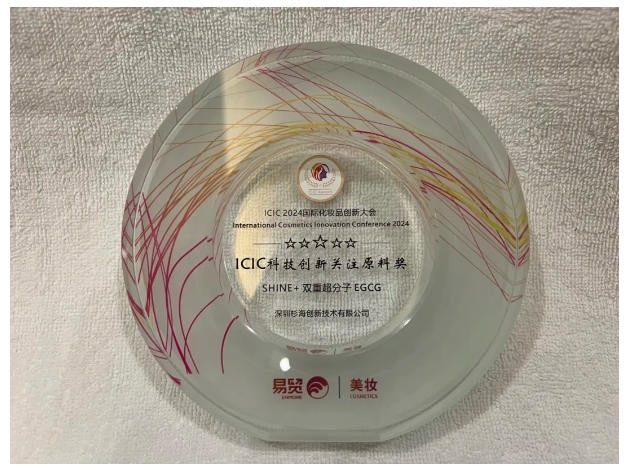 ICIC 2024国际化妆品创新大会
International Cosmetics Innovation Conference 2024
ICIC科技创新关注原料奖
SHINE+ 双重超分子 EGCG
深圳杉海创新技术有限公司
易贸 美妆
ENMORE COSMETICS